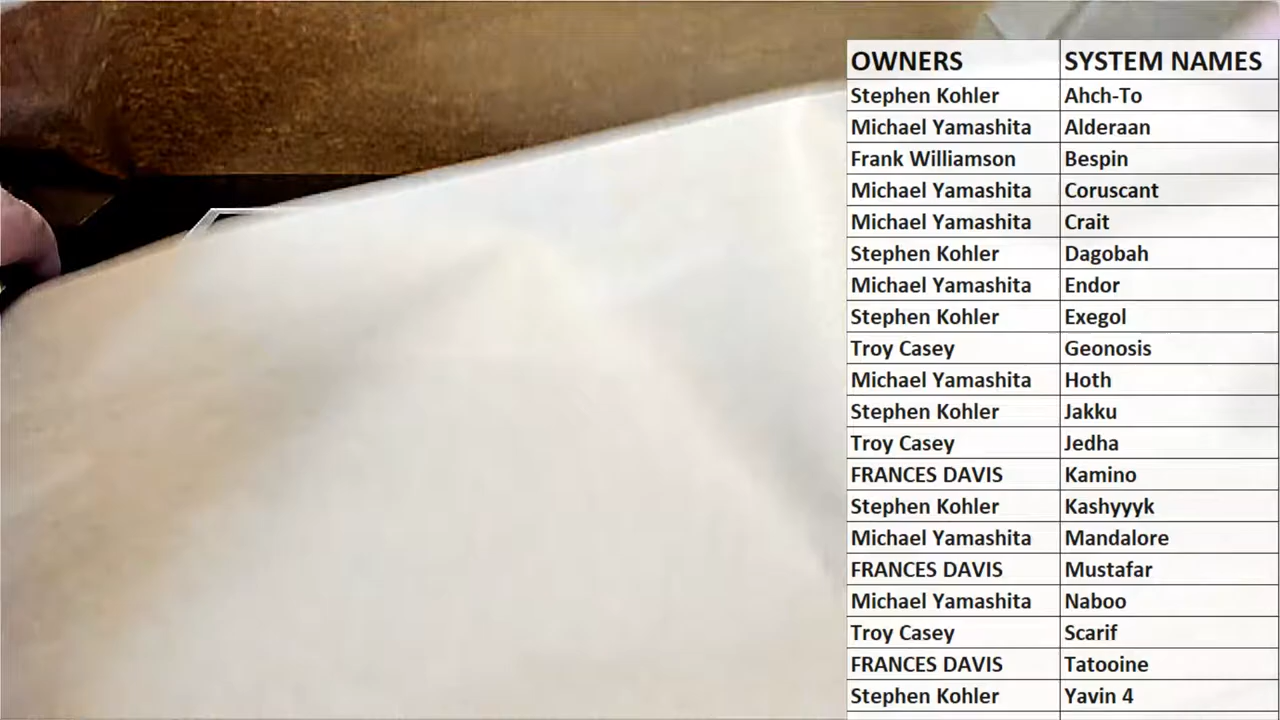 OWNERS SYSTEM NAMES
Stephen Kohler Ahch-To
Michael Yamashita Alderaan
Frank Williamson Bespin
Michael Yamashita Coruscant
Michael Yamashita Crait
Stephen Kohler Dagobah
Michael Yamashita Endor
Stephen Kohler Exegol
Troy Casey Geonosis
Michael Yamashita Hoth
Stephen Kohler Jakku
Troy Casey Jedha
FRANCES DAVIS Kamino
Stephen Kohler Kashyyyk
Michael Yamashita Mandalore
FRANCES DAVIS Mustafar
Michael Yamashita Naboo
Troy Casey Scarif
FRANCES DAVIS Tatooine
Stephen Kohler Yavin 4